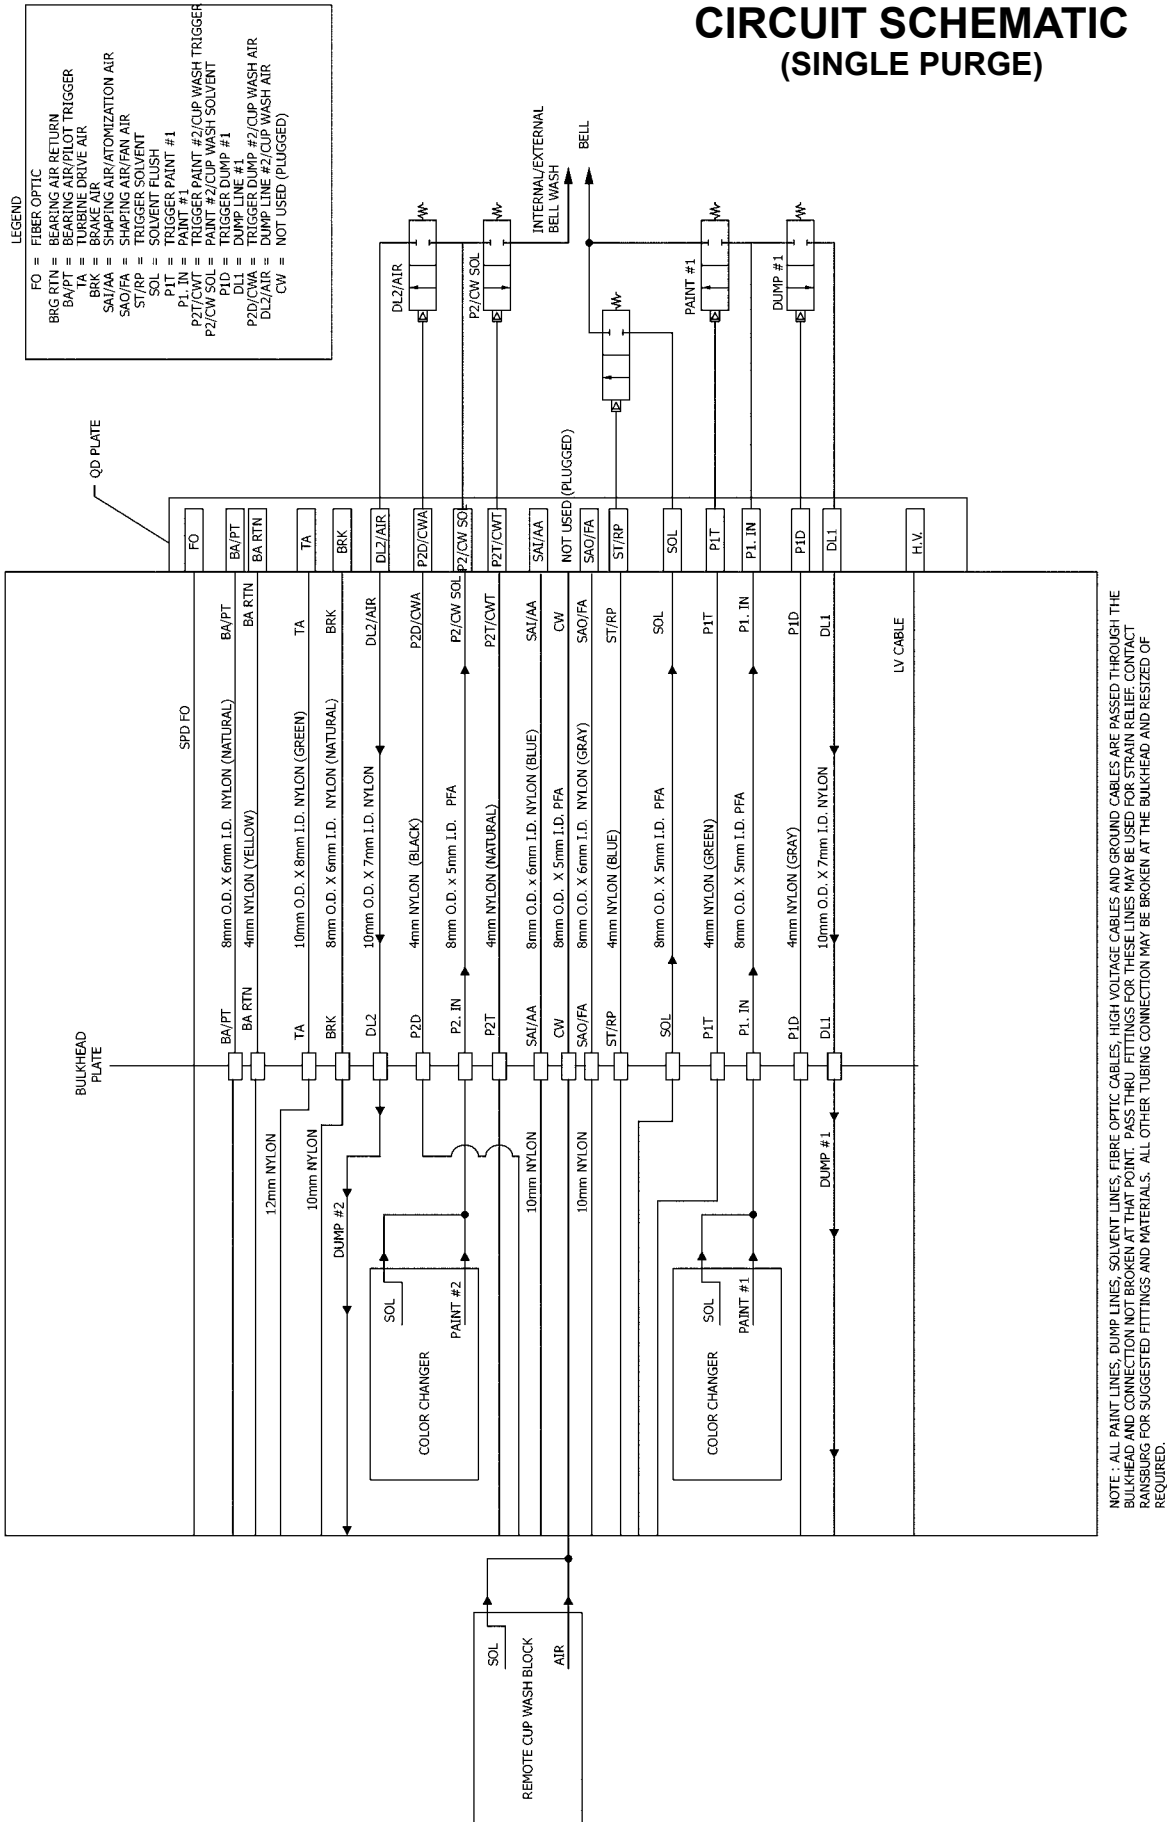 CIRCUIT SCHEMATIC
(SINGLE PURGE)
LEGEND
FO = FIBER OPTIC
BRG RTN = BEARING AIR RETURN
BA/PT = BEARING AIR/PILOT TRIGGER
TA = TURBINE DRIVE AIR
BRK = BRAKE AIR
SAI/AA = SHAPING AIR/ATOMIZATION AIR
SAO/FA = SHAPING AIR/FAN AIR
ST/RP = TRIGGER SOLVENT
SOL = SOLVENT FLUSH
P1T = TRIGGER PAINT #1
P1. IN = PAINT #1
P2T/CWT = TRIGGER PAINT #2/CUP WASH TRIGGER
P2/CW SOL = PAINT #2/CUP WASH SOLVENT
P1D = TRIGGER DUMP #1
DL1 = DUMP LINE #1
P2D/CWA = TRIGGER DUMP #2/CUP WASH AIR
DL2/AIR = DUMP LINE #2/CUP WASH AIR
CW = NOT USED (PLUGGED)
INTERNAL/EXTERNAL
BELL WASH
BELL
DL2/AIR
P2/CW SOL
PAINT #1
DUMP #1
QD PLATE
FO
BA/PT
BA RTN
TA
BRK
DL2/AIR
P2D/CWA
P2/CW SOL
P2T/CWT
SAI/AA
NOT USED (PLUGGED)
SAO/FA
ST/RP
SOL
P1T
P1. IN
P1D
DL1
H.V.
SPD FO
BA/PT
BA RTN
TA
BRK
DL2/AIR
P2D/CWA
P2/CW SOL
P2T/CWT
SAI/AA
CW
SAO/FA
ST/RP
SOL
P1T
P1. IN
P1D
DL1
LV CABLE
8mm O.D. X 6mm I.D. NYLON (NATURAL)
4mm NYLON (YELLOW)
10mm O.D. X 8mm I.D. NYLON (GREEN)
8mm O.D. X 6mm I.D. NYLON (NATURAL)
10mm O.D. X 7mm I.D. NYLON
4mm NYLON (BLACK)
8mm O.D. x 5mm I.D. PFA
4mm NYLON (NATURAL)
8mm O.D. x 6mm I.D. NYLON (BLUE)
8mm O.D. X 5mm I.D. PFA
8mm O.D. X 6mm I.D. NYLON (GRAY)
4mm NYLON (BLUE)
8mm O.D. X 5mm I.D. PFA
4mm NYLON (GREEN)
8mm O.D. X 5mm I.D. PFA
4mm NYLON (GRAY)
10mm O.D. X 7mm I.D. NYLON
BULKHEAD
PLATE
BA/PT
BA RTN
TA
BRK
DL2
P2D
P2. IN
P2T
SAI/AA
CW
SAO/FA
ST/RP
SOL
P1T
P1. IN
P1D
DL1
12mm NYLON
10mm NYLON
DUMP #2
10mm NYLON
10mm NYLON
DUMP #1
SOL
PAINT #2
COLOR CHANGER
SOL
PAINT #1
COLOR CHANGER
SOL
AIR
REMOTE CUP WASH BLOCK
NOTE : ALL PAINT LINES, DUMP LINES, SOLVENT LINES, FIBRE OPTIC CABLES, HIGH VOLTAGE CABLES AND GROUND CABLES ARE PASSED THROUGH THE
BULKHEAD AND CONNECTION NOT BROKEN AT THAT POINT. PASS THRU FITTINGS FOR THESE LINES MAY BE USED FOR STRAIN RELIEF. CONTACT
RANSBURG FOR SUGGESTED FITTINGS AND MATERIALS. ALL OTHER TUBING CONNECTION MAY BE BROKEN AT THE BULKHEAD AND RESIZED OF
REQUIRED.